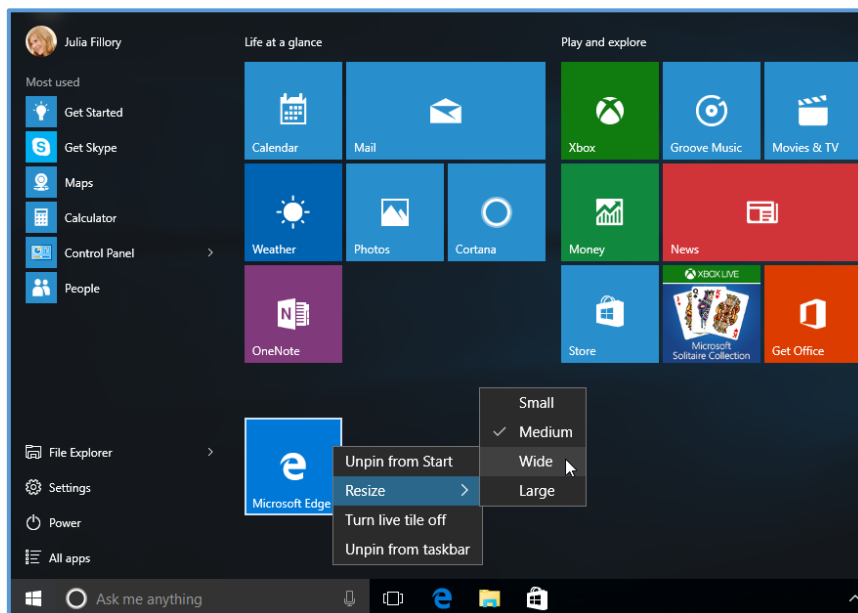 Julia Fillory
Most used
Get Started
Get Skype
Maps
Calculator
Control Panel
People
File Explorer
Settings
Power
All apps
Life at a glance
Calendar
Mail
Weather
Photos
Cortana
OneNote
Microsoft Edge
Play and explore
Xbox
Groove Music
Movies & TV
Money
News
Store
XBOX LIVE
Microsoft
Solitaire Collection
Get Office
Unpin from Start
Resize
Turn live tile off
Unpin from taskbar
Small
Medium
Wide
Large
Ask me anything